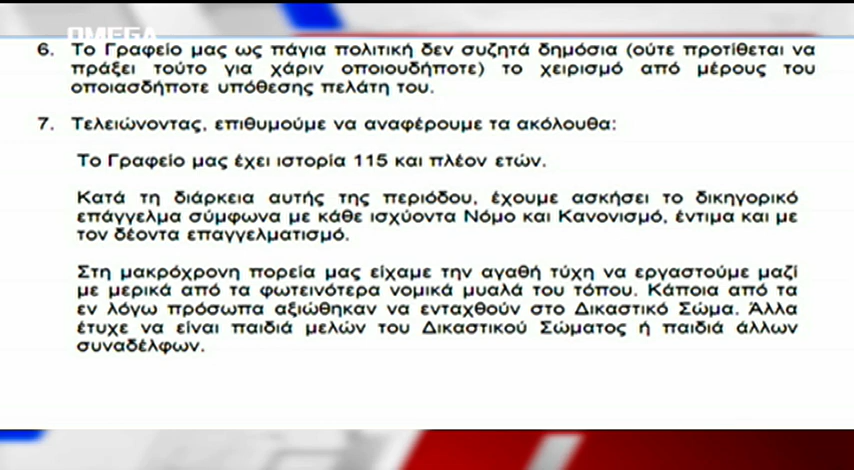 OMEGA
6. Το Γραφείο μας ως πάγια πολιτική δεν συζητά δημόσια (ούτε προτίθεται να
πράξει τούτο για χάριν οποιουδήποτε) το χειρισμό από μέρους του
οποιασδήποτε υπόθεσης πελάτη του.
7. Τελειώνοντας, επιθυμούμε να αναφέρουμε τα ακόλουθα:
Το Γραφείο μας έχει ιστορία 115 και πλέον ετών.
Κατά τη διάρκεια αυτής της περιόδου, έχουμε ασκήσει το δικηγορικό
επάγγελμα σύμφωνα με κάθε ισχύοντα Νόμο και Κανονισμό, έντιμα και με
τον δέοντα επαγγελματισμό.
Στη μακρόχρονη πορεία μας είχαμε την αγαθή τύχη να εργαστούμε μαζί
με μερικά από τα φωτεινότερα νομικά μυαλά του τόπου. Κάποια από τα
εν λόγω πρόσωπα αξιώθηκαν να ενταχθούν στο Δικαστικό Σώμα. Άλλα
έτυχε να είναι παιδιά μελών του Δικαστικού Σώματος ή παιδιά άλλων
συναδέλφων.